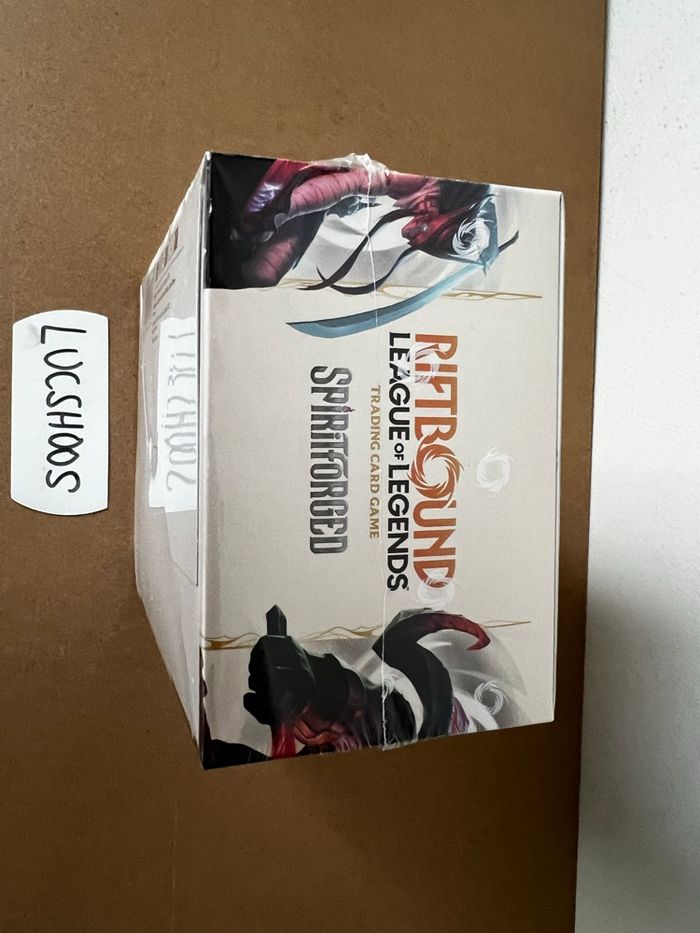 RIFTBOUND
LEAGUE OF LEGENDS
TRADING CARD GAME
SPIRITFORGED
LUCSH00S